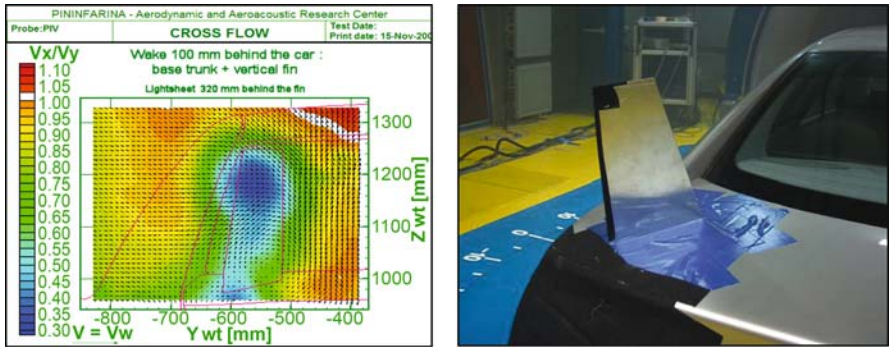 PININFARINA - Aerodynamic and Aeroacoustic Research Center
Probe:PIV
CROSS FLOW
Test Date:
Print date: 15-Nov-200
Vx/Vy
Wake 100 mm behind the car :
base trunk + vertical fin
Lightsheet 320 mm behind the fin
1.10
1.05
1.00
0.95
0.90
0.85
0.80
0.75
0.70
0.65
0.60
0.55
0.50
0.45
0.40
0.35
0.30
1300
1200
1100
1000
Z wt [mm]
-800 -700 -600 -500 -400
V = Vw
Y wt [mm]